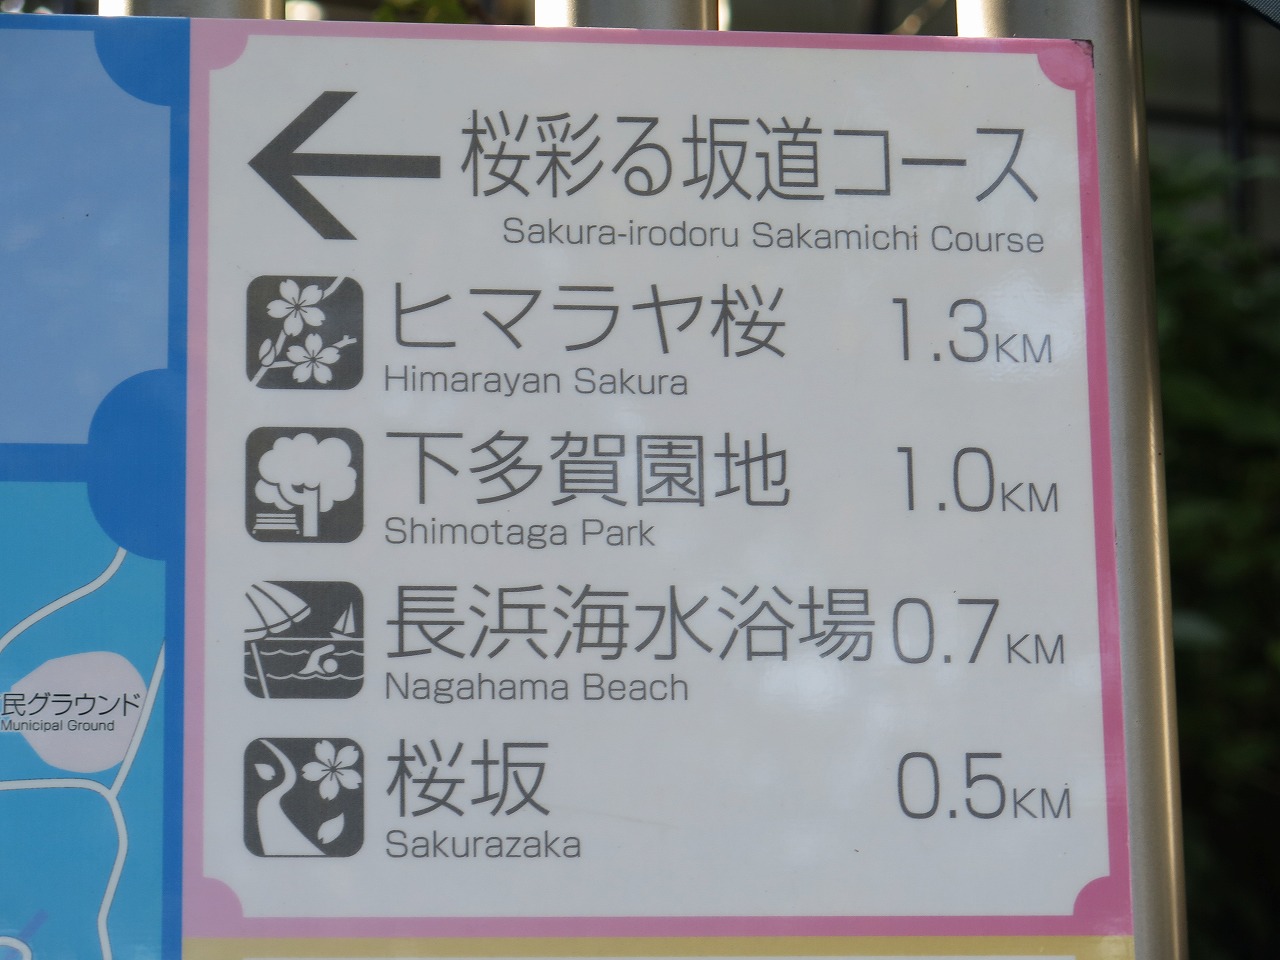 桜彩る坂道コース
Sakura-irodoru Sakamichi Course
ヒマラヤ桜 1.3KM
Himarayan Sakura
下多賀園地 1.0KM
Shimotaga Park
長浜海水浴場 0.7KM
Nagahama Beach
桜坂 0.5KM
Sakurazaka
民グラウンド
Municipal Ground